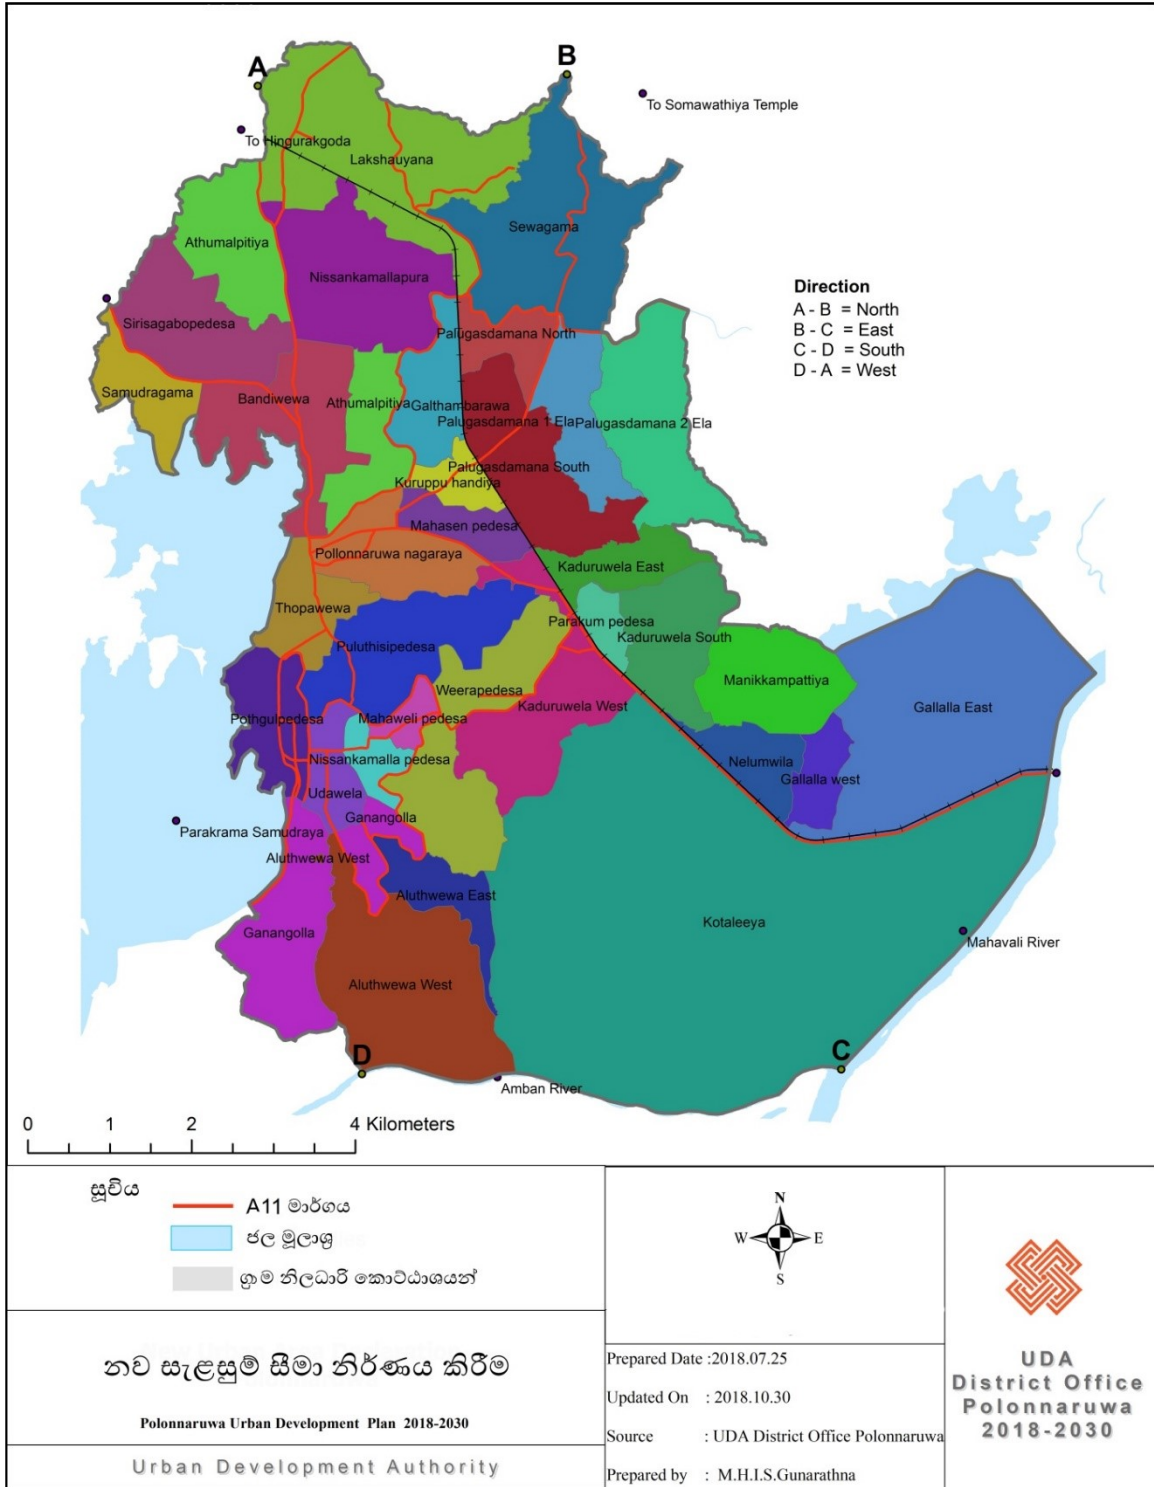 A
B
To Somawathiya Temple
To Hingurakgoda
Lakshauyana
Sewagama
Athumalpitiya
Nissankamallapura
Direction
A - B = North
B - C = East
C - D = South
D - A = West
Sirisagabopedesa
Palugasdamana North
Samudragama
Bandiwewa
Athumalpitiya
Galthambarawa
Palugasdamana 1 Ela
Palugasdamana 2 Ela
Palugasdamana South
Kuruppu handiya
Mahasen pedesa
Pollonnaruwa nagaraya
Kaduruwela East
Thopawewa
Parakum pedesa
Kaduruwela South
Puluthisipedesa
Weerapedesa
Manikkampattiya
Kaduruwela West
Gallalla East
Pothgulpedesa
Mahaweli pedesa
Nissankamalla pedesa
Nelumwila
Gallalla west
Udawela
Ganangolla
Parakrama Samudraya
Aluthwewa West
Aluthwewa East
Ganangolla
Kotaleeya
Mahavali River
Aluthwewa West
D
C
Amban River
0 1 2 4 Kilometers
සූචිය
A11 මාර්ගය
ජල මූලාශ්‍ර
ග්‍රාම නිලධාරි කොට්ඨාශයන්
N
W E
S
නව සැළසුම් සීමා නිර්ණය කිරීම
Polonnaruwa Urban Development Plan 2018-2030
Urban Development Authority
Prepared Date :2018.07.25
Updated On : 2018.10.30
Source : UDA District Office Polonnaruwa
Prepared by : M.H.I.S.Gunarathna
UDA
District Office
Polonnaruwa
2018-2030